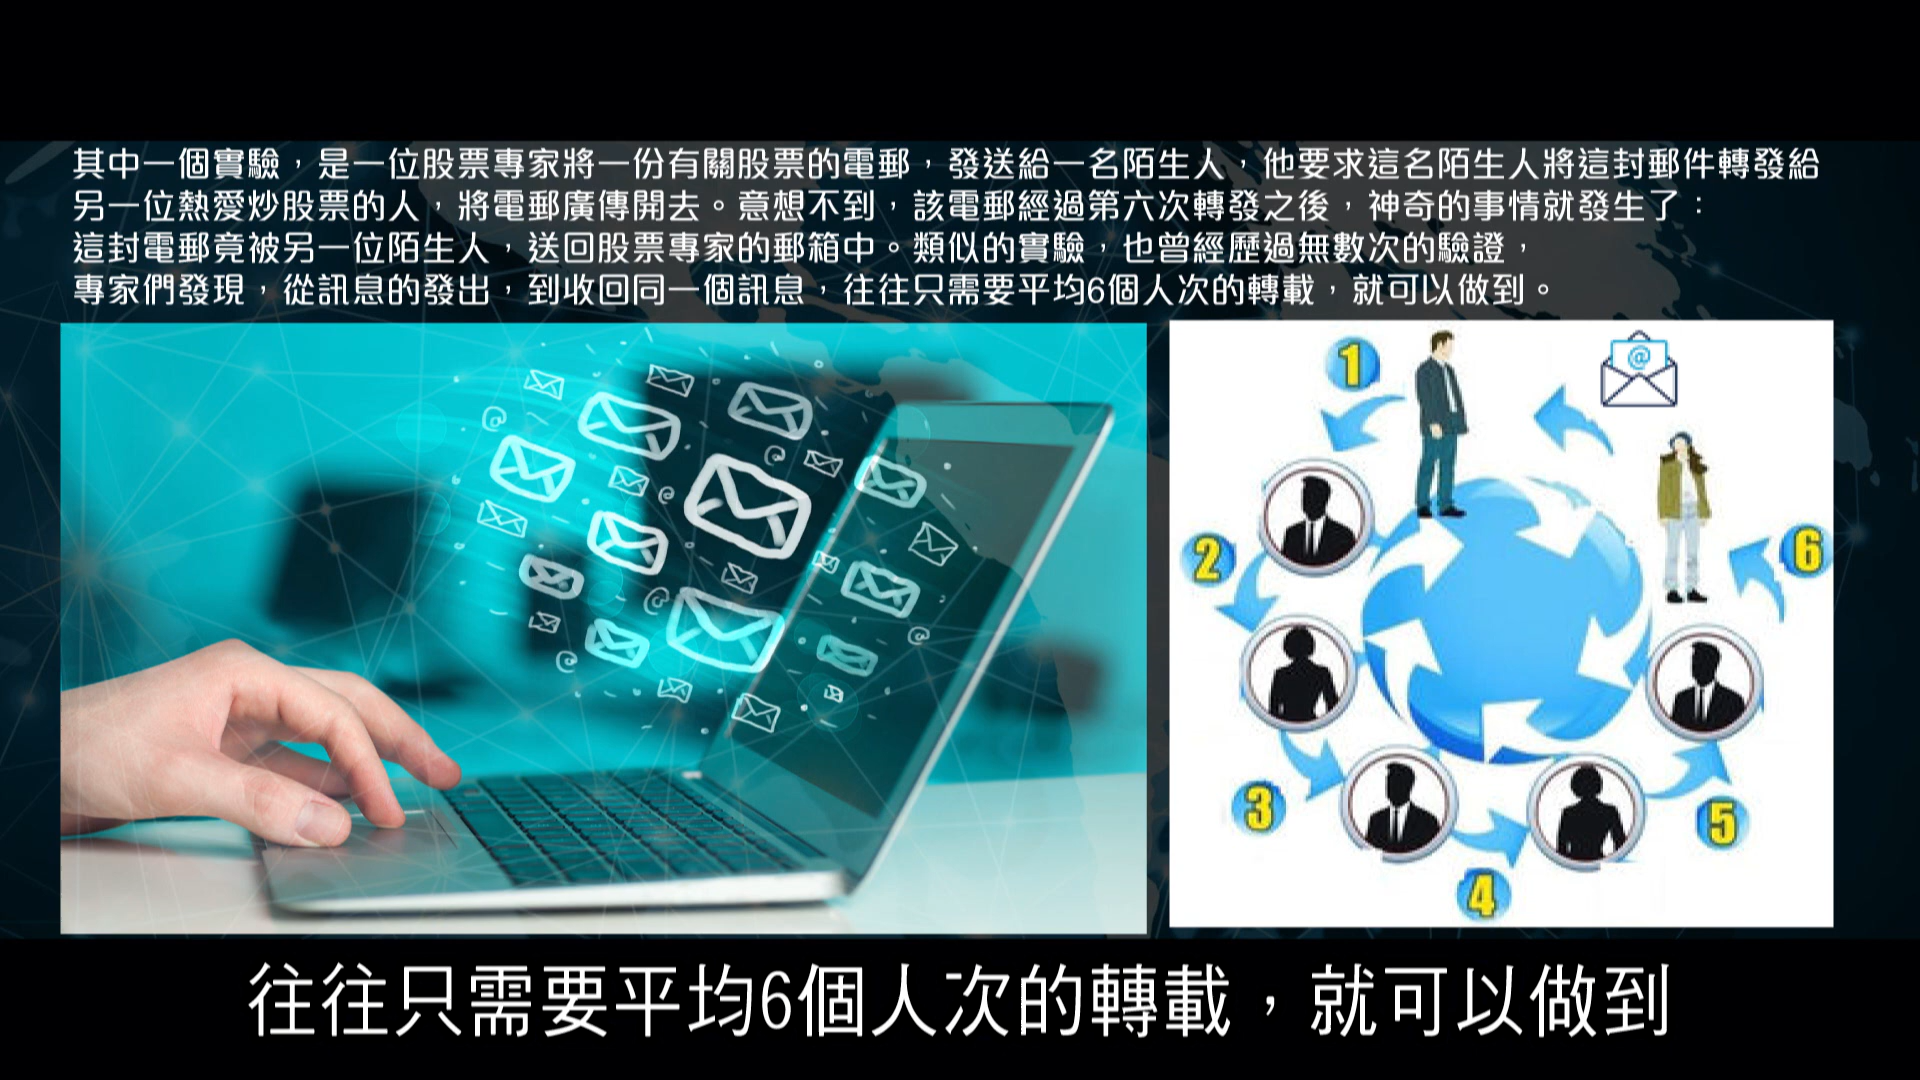 其中一個實驗，是一位股票專家將一份有關股票的電郵，發送給一名陌生人，他要求這名陌生人將這封郵件轉發給
另一位熱愛炒股票的人，將電郵廣傳開去。意想不到，該電郵經過第六次轉發之後，神奇的事情就發生了：
這封電郵竟被另一位陌生人，送回股票專家的郵箱中。類似的實驗，也曾經歷過無數次的驗證，
專家們發現，從訊息的發出，到收回同一個訊息，往往只需要平均6個人次的轉載，就可以做到。
1
@
2
6
3
5
4
往往只需要平均6個人次的轉載，就可以做到